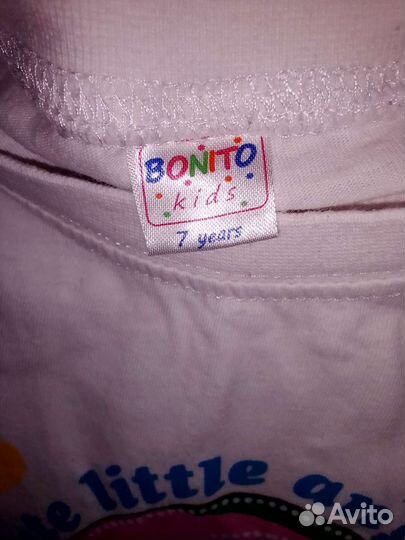 BONITO
kids
7 years
little
Avito